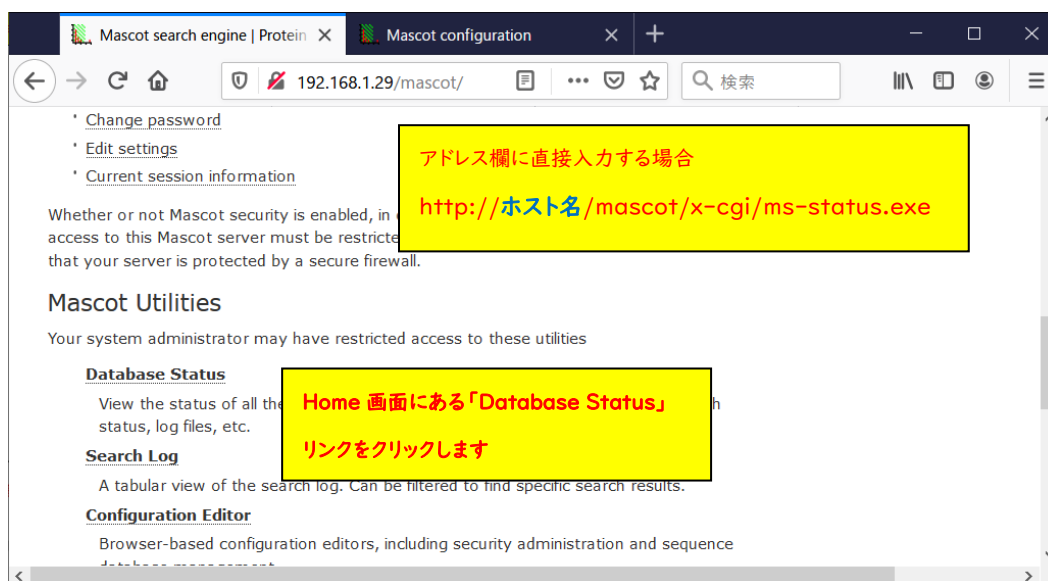 Mascot search engine | Protein
Mascot configuration
192.168.1.29/mascot/
検索
Change password
Edit settings
Current session information
アドレス欄に直接入力する場合
http://ホスト名/mascot/x-cgi/ms-status.exe
Whether or not Mascot security is enabled, in
access to this Mascot server must be restricte
that your server is protected by a secure firewall.
Mascot Utilities
Your system administrator may have restricted access to these utilities
Database Status
View the status of all the
status, log files, etc.
Home 画面にある「Database Status」
リンクをクリックします
Search Log
A tabular view of the search log. Can be filtered to find specific search results.
Configuration Editor
Browser-based configuration editors, including security administration and sequence
database management